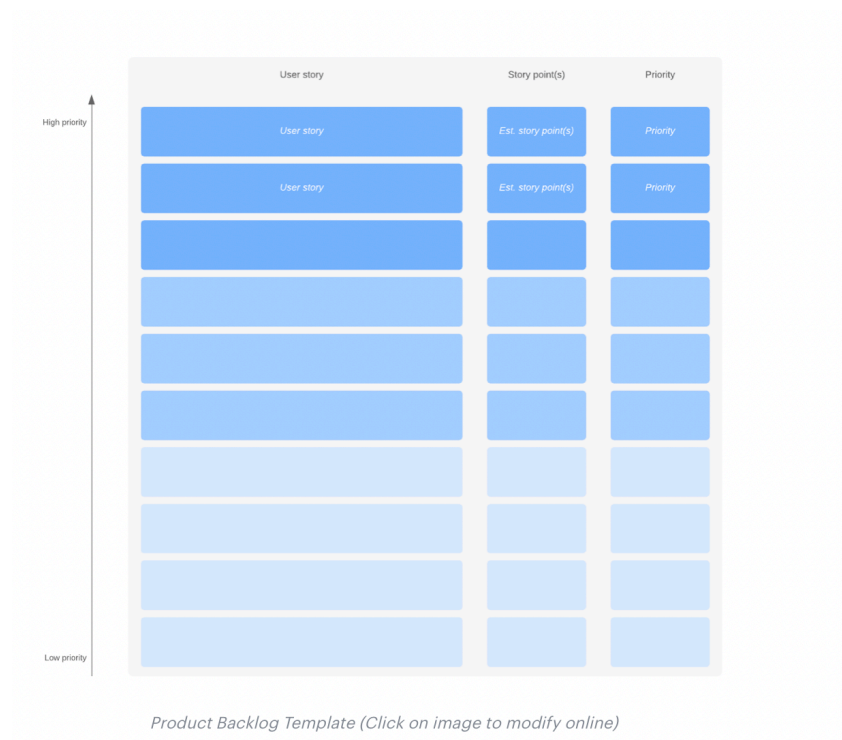 User story Story point(s) Priority
High priority
User story Est. story point(s) Priority
User story Est. story point(s) Priority
Low priority
Product Backlog Template (Click on image to modify online)